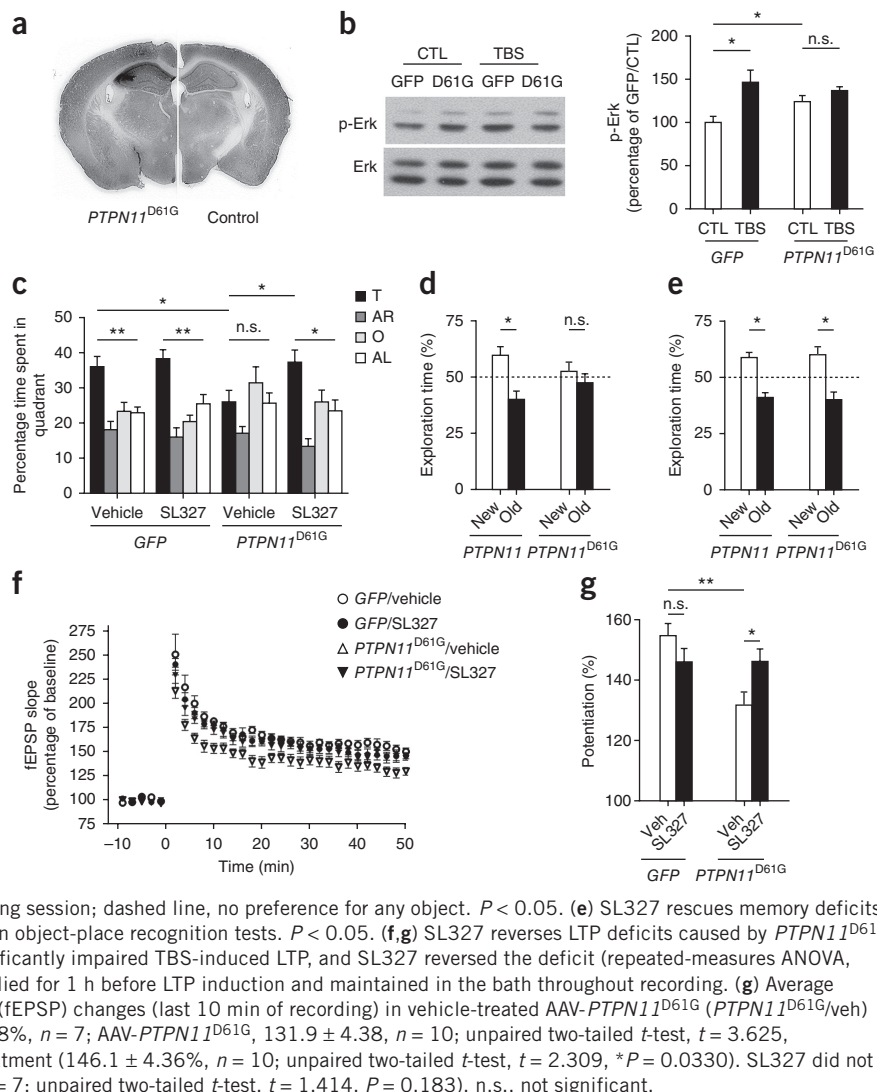 a
PTPN11D61G Control
b
CTL TBS
GFP D61G GFP D61G
p-Erk
Erk
p-Erk
(percentage of GFP/CTL)
200
150
100
50
0
*
*
n.s.
CTL TBS CTL TBS
GFP PTPN11D61G
c
Percentage time spent in
quadrant
50
40
30
20
10
0
*
*
** ** n.s. *
T
AR
O
AL
Vehicle SL327 Vehicle SL327
GFP PTPN11D61G
d
Exploration time (%)
75
50
25
0
* n.s.
New Old New Old
PTPN11 PTPN11D61G
e
Exploration time (%)
75
50
25
0
* *
New Old New Old
PTPN11 PTPN11D61G
f
GFP/vehicle
GFP/SL327
PTPN11D61G/vehicle
PTPN11D61G/SL327
fEPSP slope
(percentage of baseline)
275
250
225
200
175
150
125
100
75
–10 0 10 20 30 40 50
Time (min)
g
Potentiation (%)
160
140
120
100
**
n.s.
*
Veh SL327 Veh SL327
GFP PTPN11D61G
ng session; dashed line, no preference for any object. P < 0.05. (e) SL327 rescues memory deficits
n object-place recognition tests. P < 0.05. (f,g) SL327 reverses LTP deficits caused by PTPN11D61
ficantly impaired TBS-induced LTP, and SL327 reversed the deficit (repeated-measures ANOVA,
lied for 1 h before LTP induction and maintained in the bath throughout recording. (g) Average
(fEPSP) changes (last 10 min of recording) in vehicle-treated AAV-PTPN11D61G (PTPN11D61G/veh)
8%, n = 7; AAV-PTPN11D61G, 131.9 ± 4.38, n = 10; unpaired two-tailed t-test, t = 3.625,
tment (146.1 ± 4.36%, n = 10; unpaired two-tailed t-test, t = 2.309, *P = 0.0330). SL327 did not
= 7; unpaired two-tailed t-test, t = 1.414, P = 0.183). n.s., not significant.